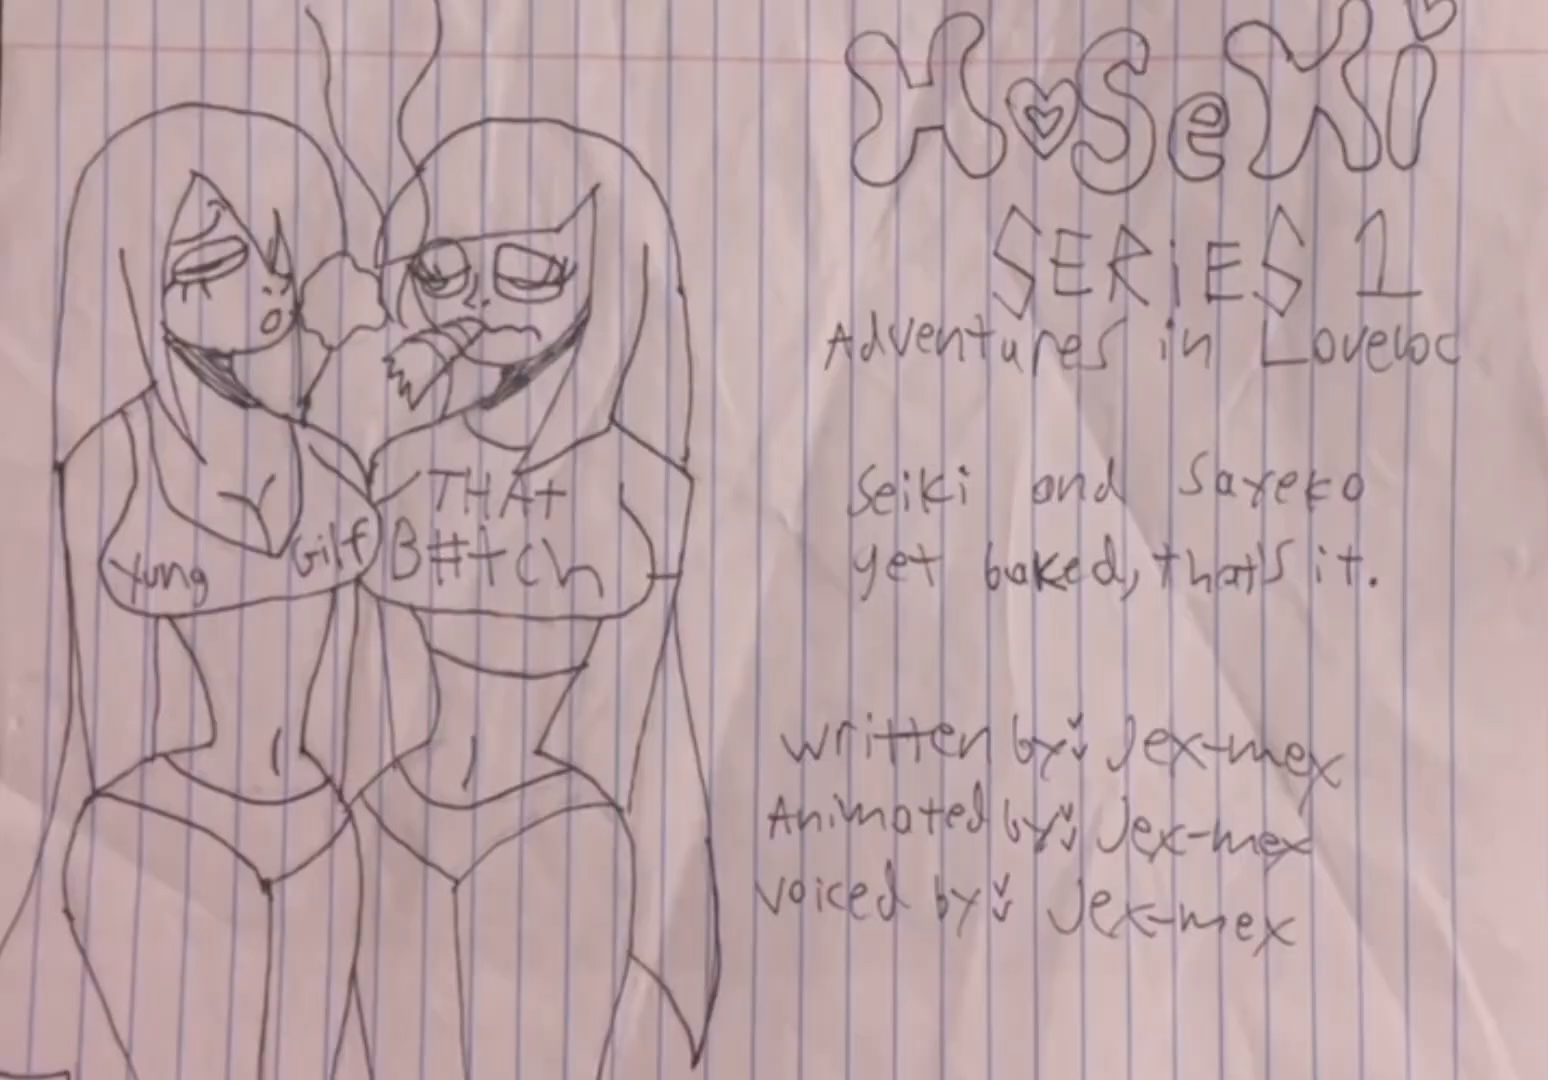 Yung Gilf
THAt
B#tch
HoSeKi
SERiES 1
Adventures in Loveloc
Seiki and Sayeko
get baked, that's it.
Written by: Jex-mex
Animated by: Jex-mex
Voiced by: Jex-mex